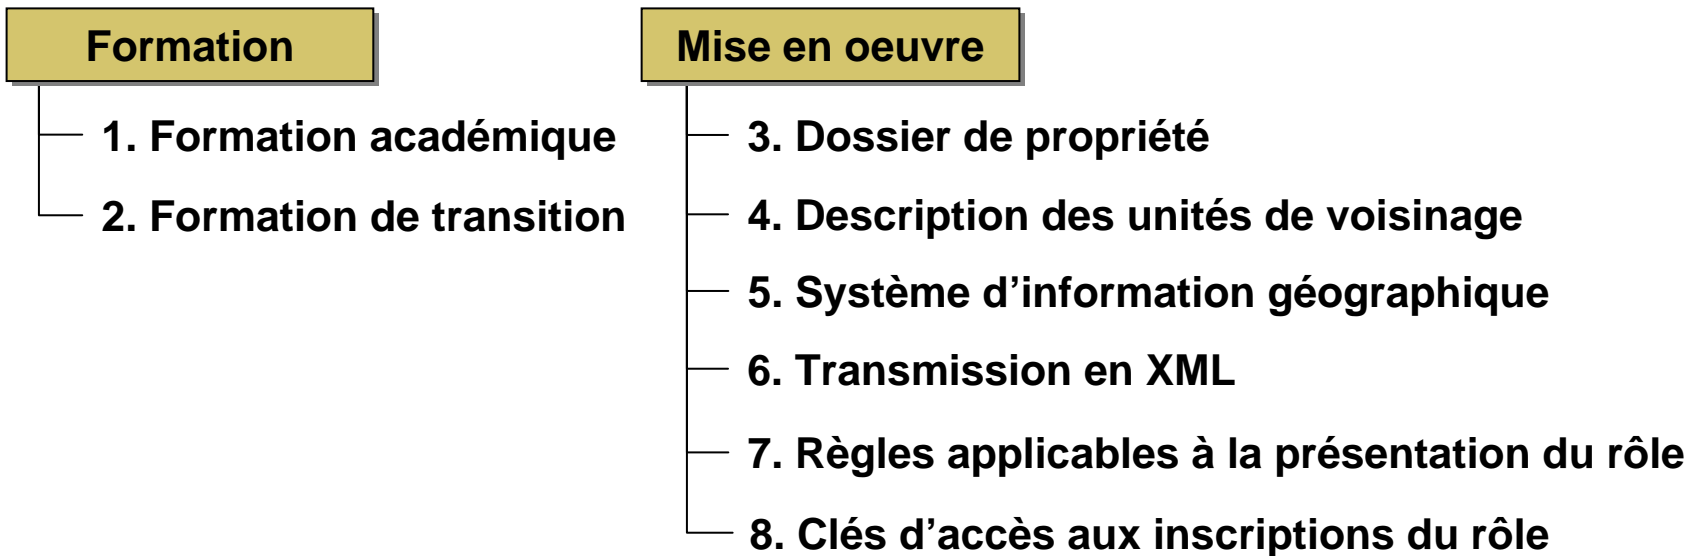 Formation
1. Formation académique
2. Formation de transition
Mise en oeuvre
3. Dossier de propriété
4. Description des unités de voisinage
5. Système d’information géographique
6. Transmission en XML
7. Règles applicables à la présentation du rôle
8. Clés d’accès aux inscriptions du rôle